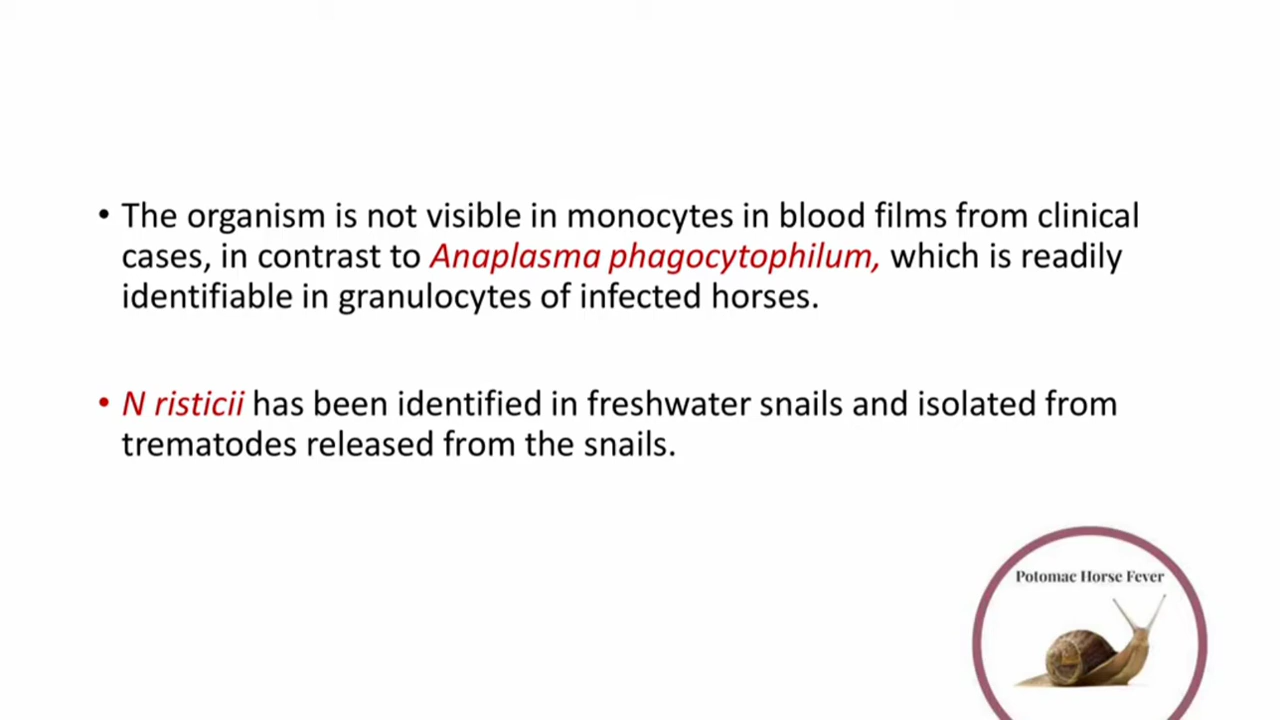 • The organism is not visible in monocytes in blood films from clinical
cases, in contrast to Anaplasma phagocytophilum, which is readily
identifiable in granulocytes of infected horses.
• N risticii has been identified in freshwater snails and isolated from
trematodes released from the snails.
Potomac Horse Fever